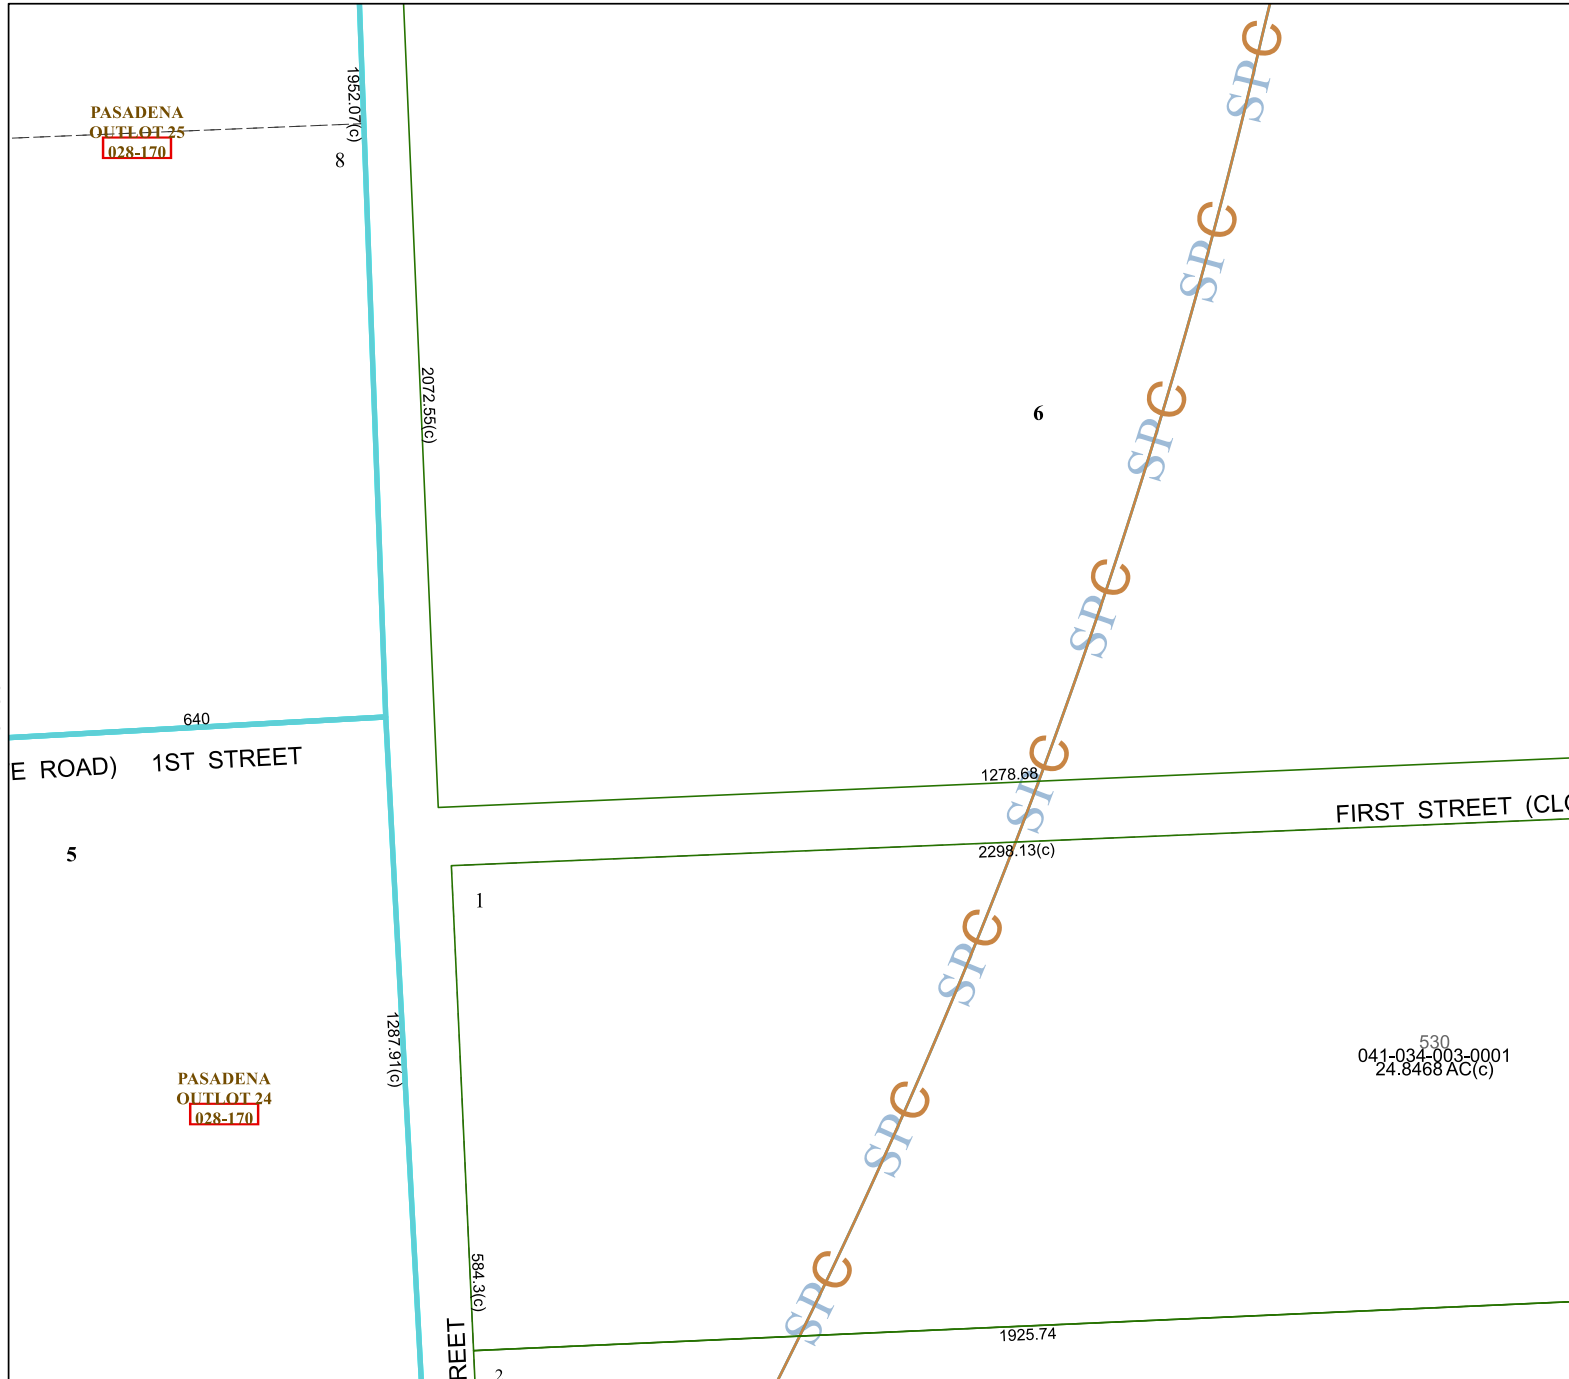 PASADENA
OUTLOT 25
028-170
1952.07(c)
8
2072.55(c)
6
SPC
SPC
SPC
SPC
SPC
SPC
SPC
SPC
640
E ROAD) 1ST STREET
1278.68
FIRST STREET (CLO
2298.13(c)
5
1
1287.91(c)
PASADENA
OUTLOT 24
028-170
530
041-034-003-0001
24.8468 AC(c)
584.3(c)
1925.74
REET
2